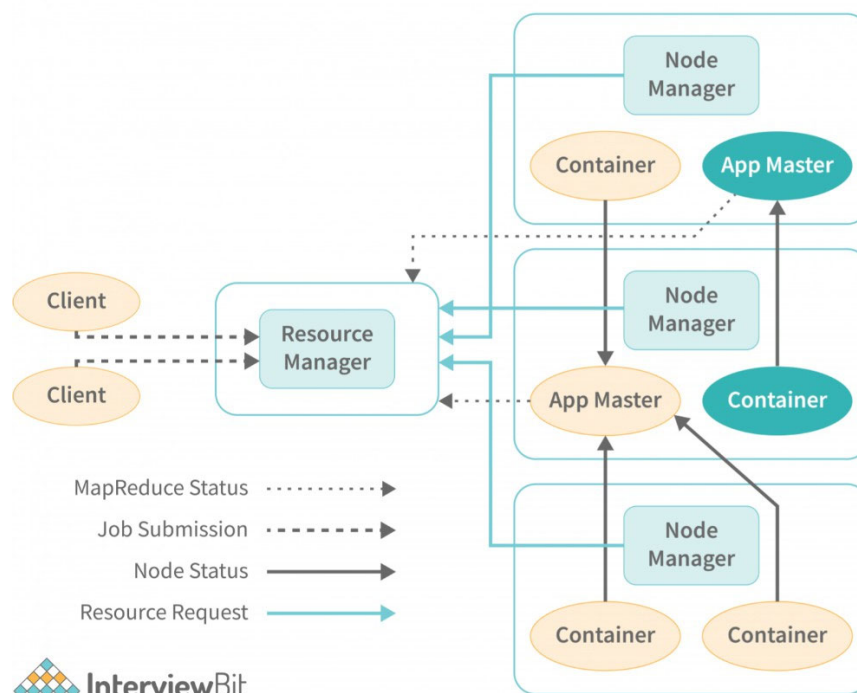 Node
Manager
Container
App Master
Client
Resource
Manager
Node
Manager
Client
App Master
Container
MapReduce Status
Job Submission
Node Status
Resource Request
Node
Manager
Container
Container
InterviewBit